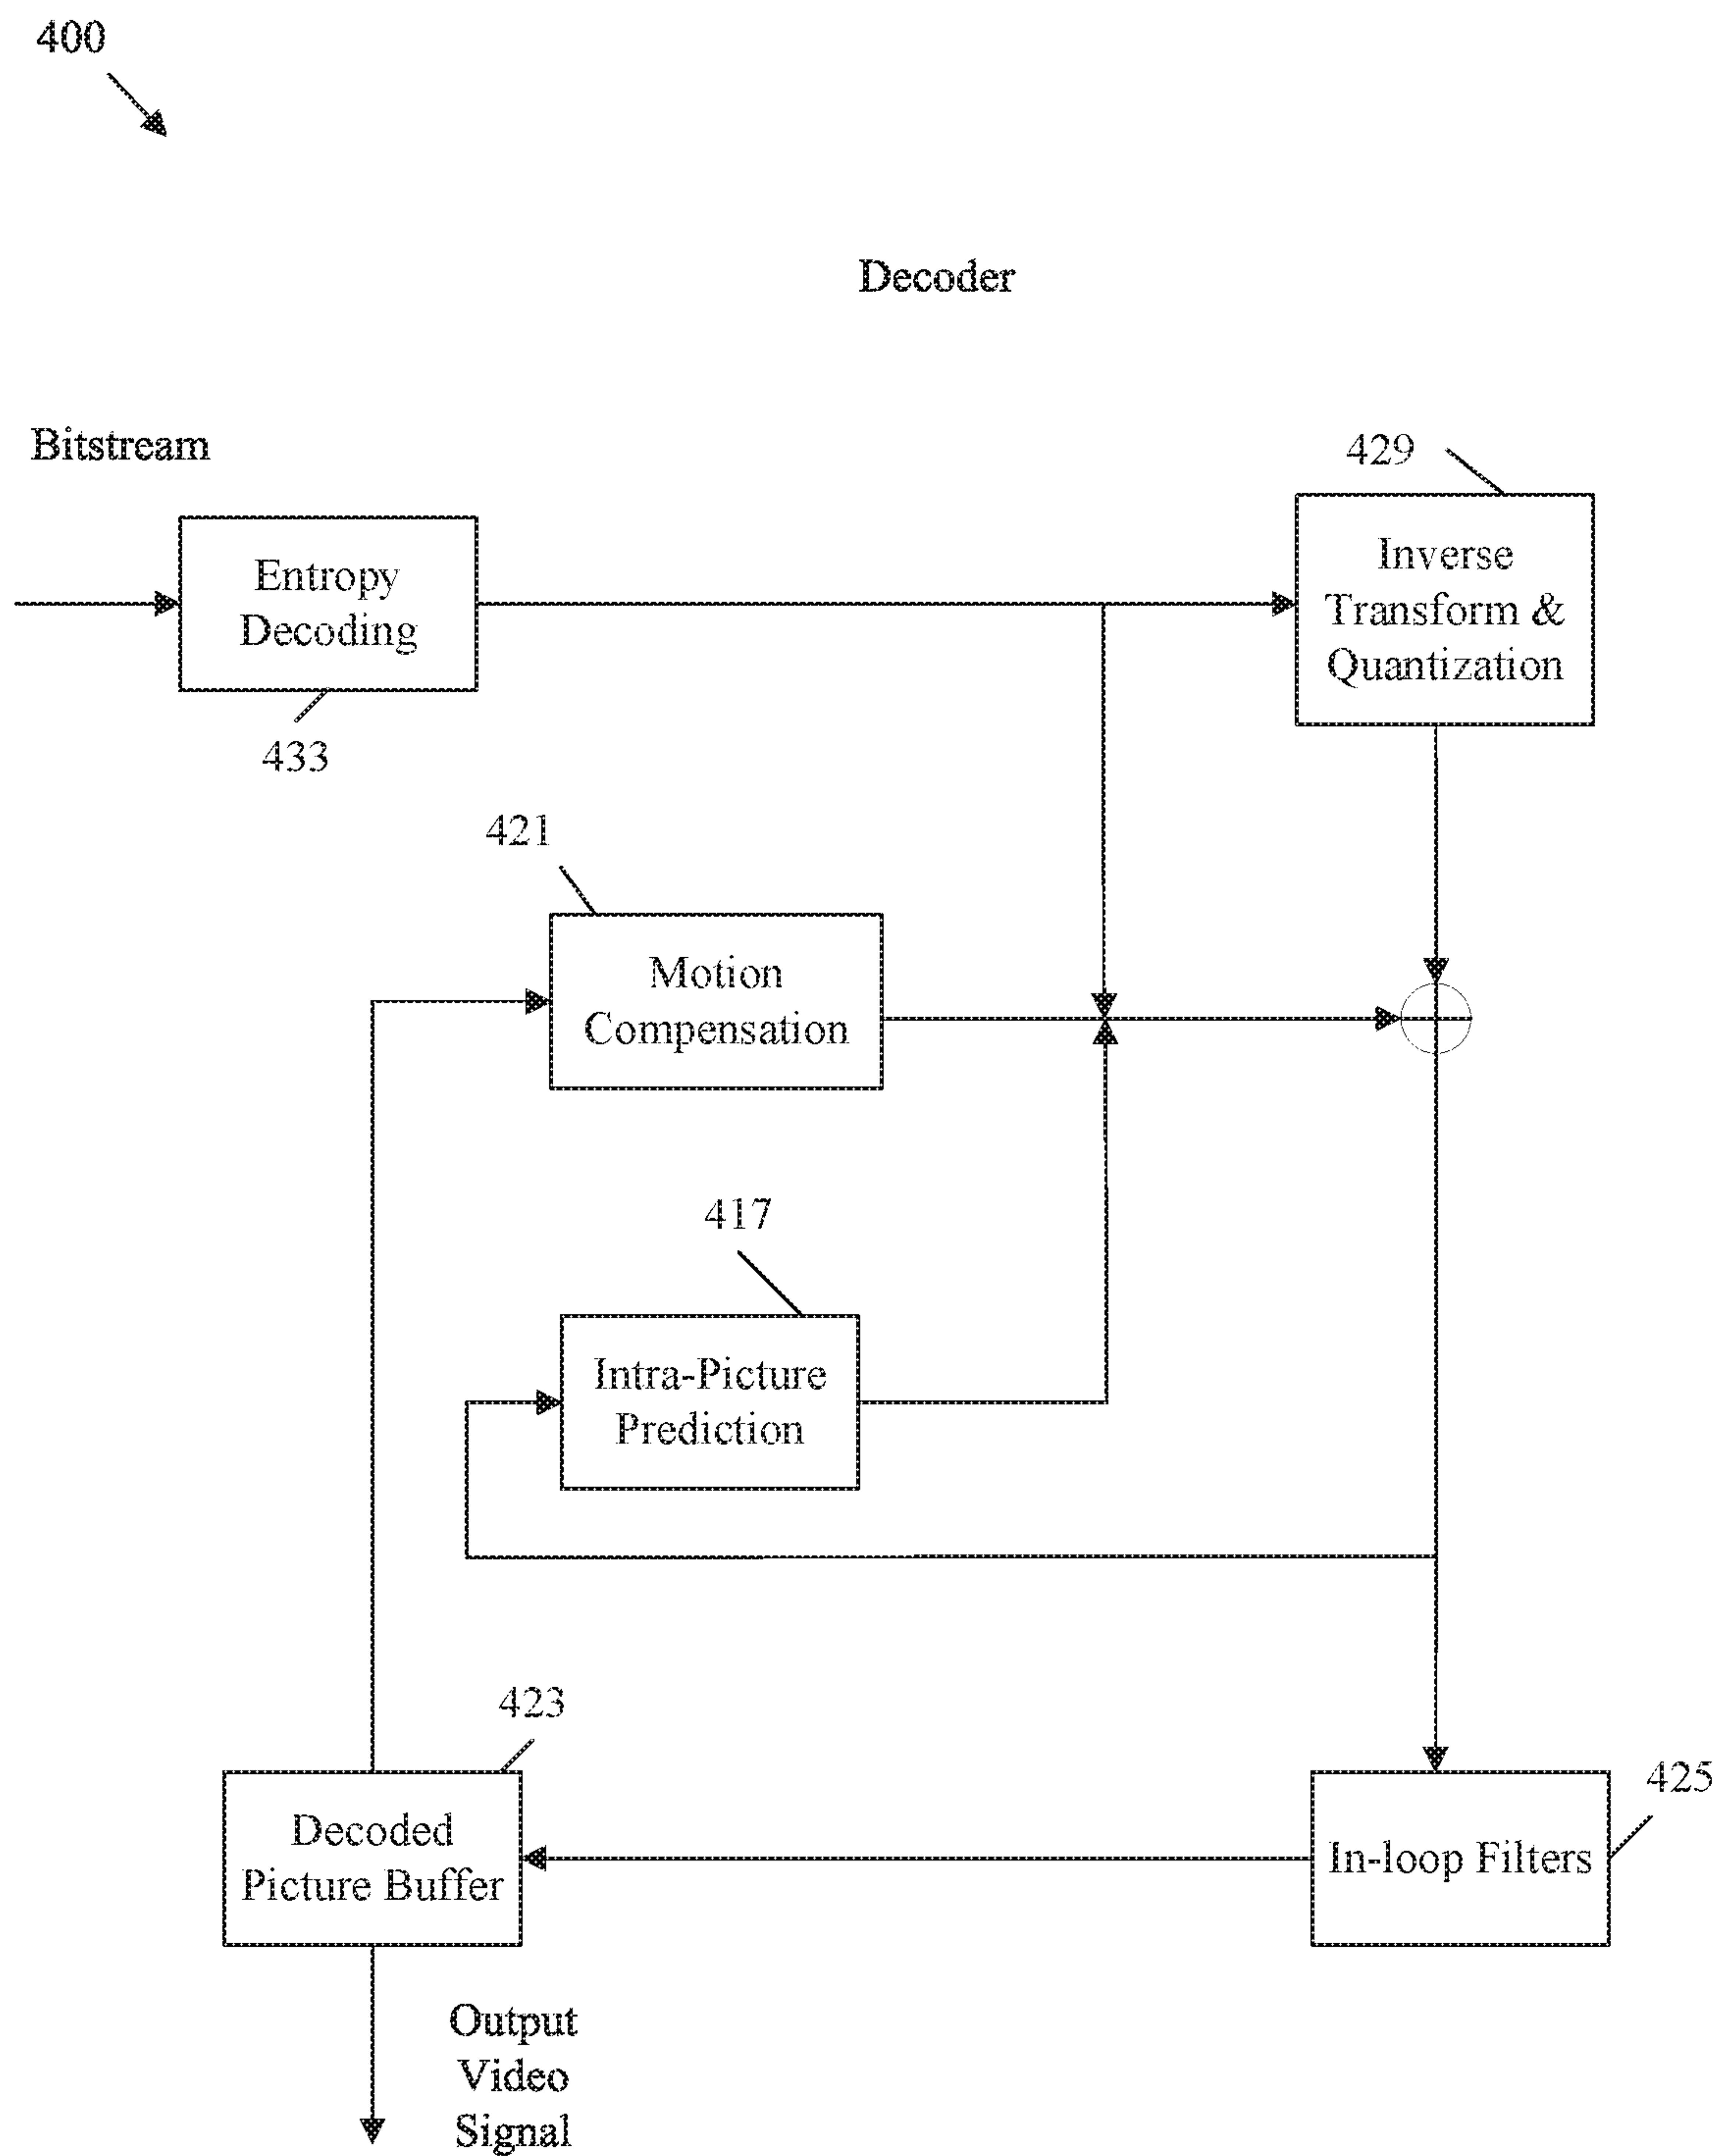 400
Decoder
Bitstream
429
Entropy
Decoding
433
Inverse
Transform &
Quantization
421
Motion
Compensation
417
Intra-Picture
Prediction
423
Decoded
Picture Buffer
425
In-loop Filters
Output
Video
Signal